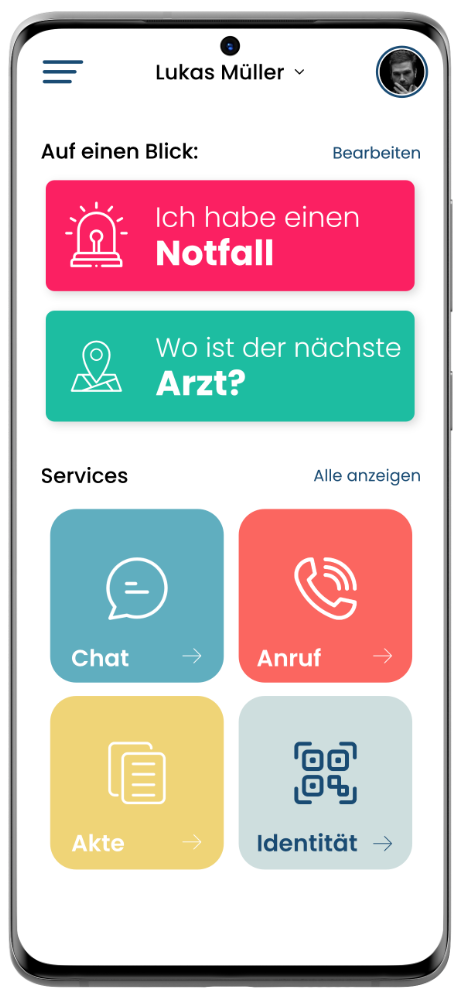 Lukas Müller
Auf einen Blick:
Bearbeiten
Ich habe einen
Notfall
Wo ist der nächste
Arzt?
Services
Alle anzeigen
Chat
Anruf
Akte
Identität